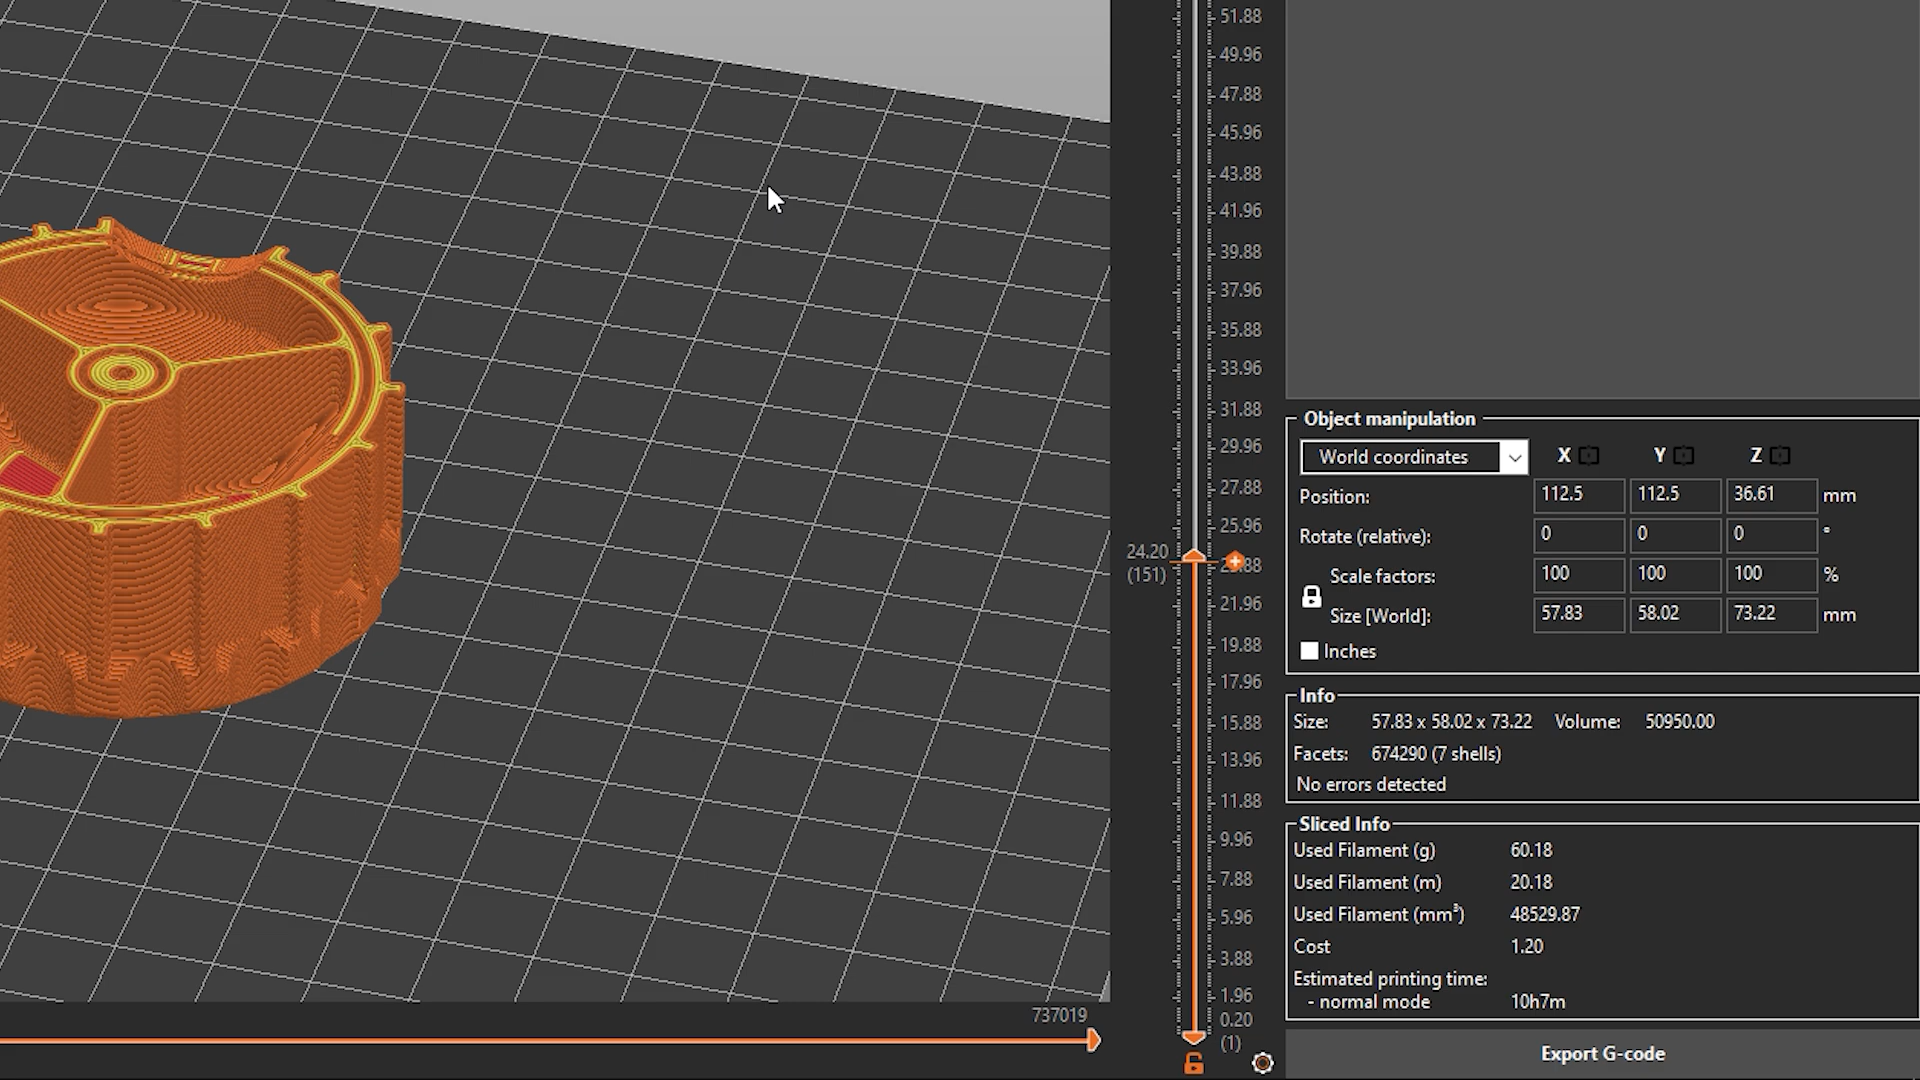 51.88
49.96
47.88
45.96
43.88
41.96
39.88
37.96
35.88
33.96
31.88
29.96
27.88
25.96
24.20
(151)
21.96
19.88
17.96
15.88
13.96
11.88
9.96
7.88
5.96
3.88
1.96
0.20
(1)
737019
Object manipulation
World coordinates X Y Z
Position: 112.5 112.5 36.61 mm
Rotate (relative): 0 0 0 °
Scale factors: 100 100 100 %
Size [World]: 57.83 58.02 73.22 mm
Inches
Info
Size: 57.83 x 58.02 x 73.22 Volume: 50950.00
Facets: 674290 (7 shells)
No errors detected
Sliced Info
Used Filament (g) 60.18
Used Filament (m) 20.18
Used Filament (mm³) 48529.87
Cost 1.20
Estimated printing time:
- normal mode 10h7m
Export G-code